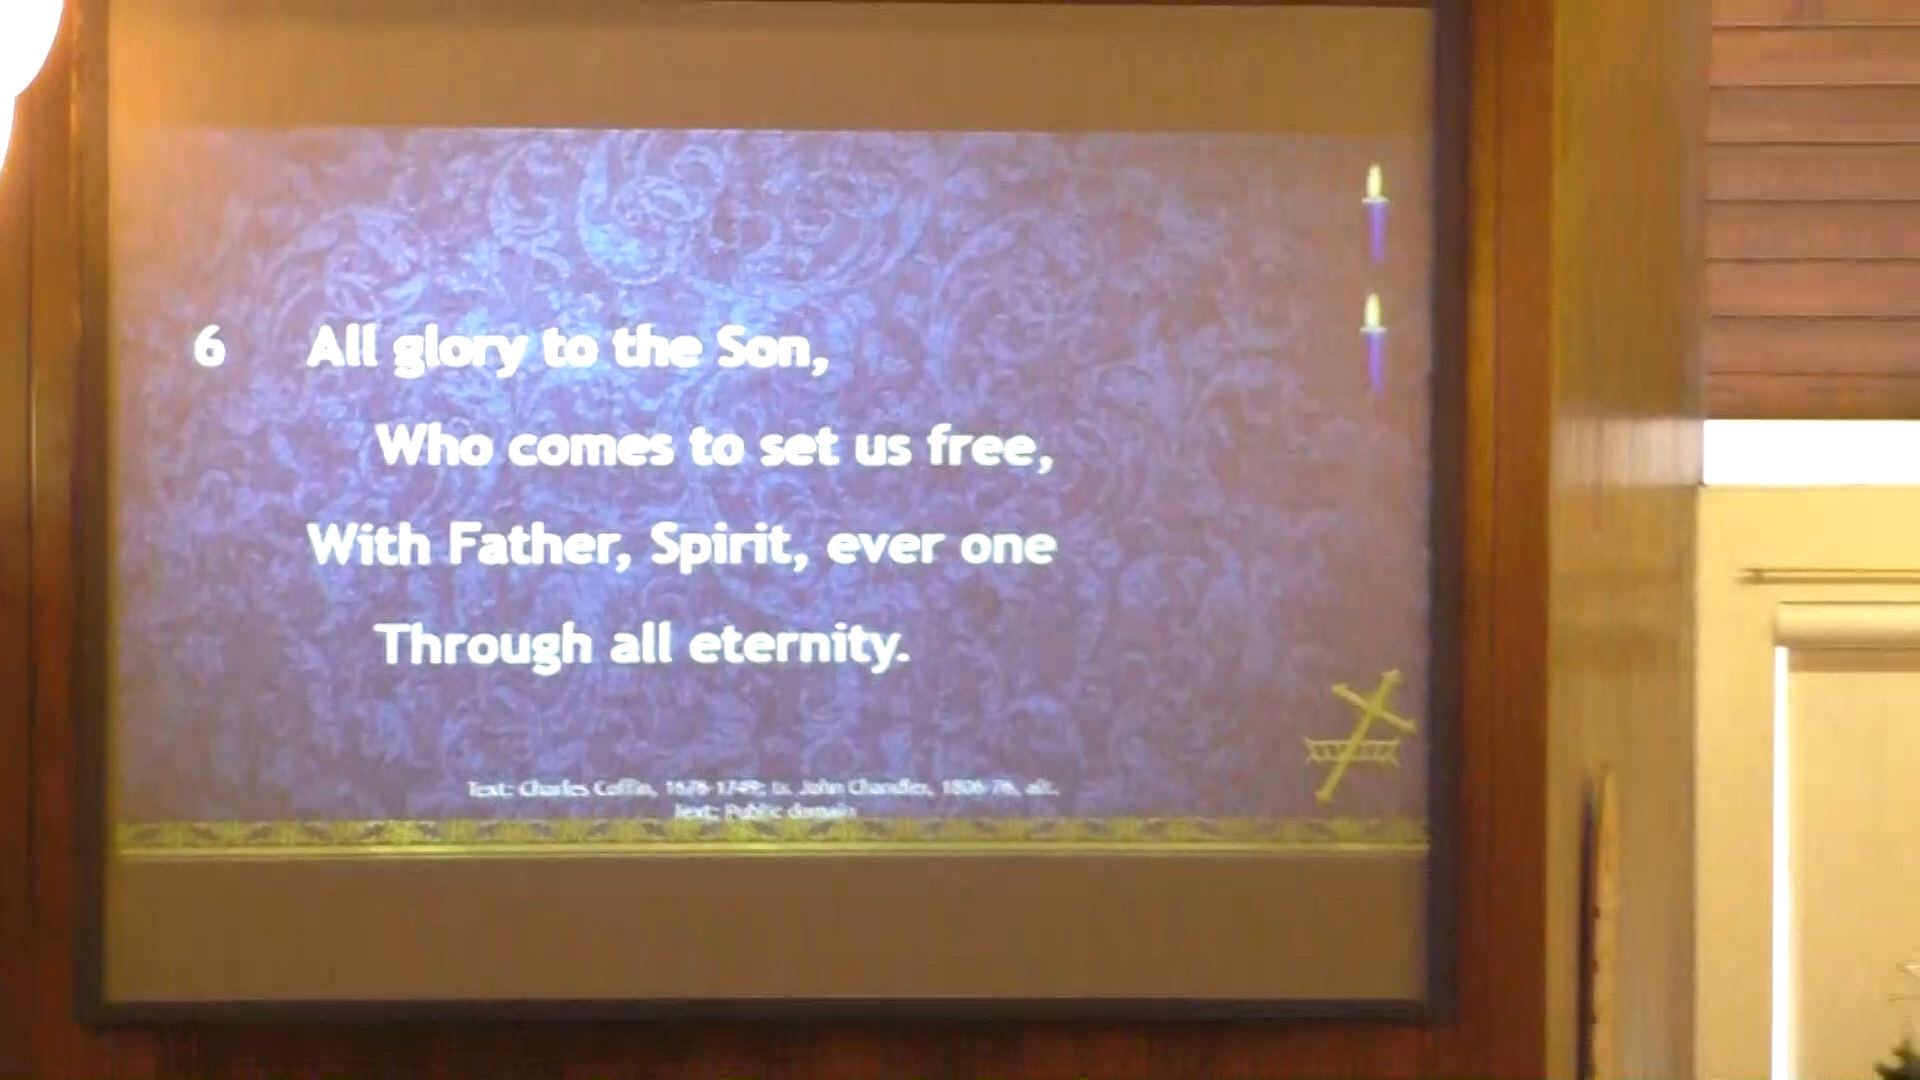 6 All glory to the Son,
Who comes to set us free,
With Father, Spirit, ever one
Through all eternity.
Text: Charles Coffin, 1676-1749; tr. John Chandler, 1806-76, alt.
Text: Public domain